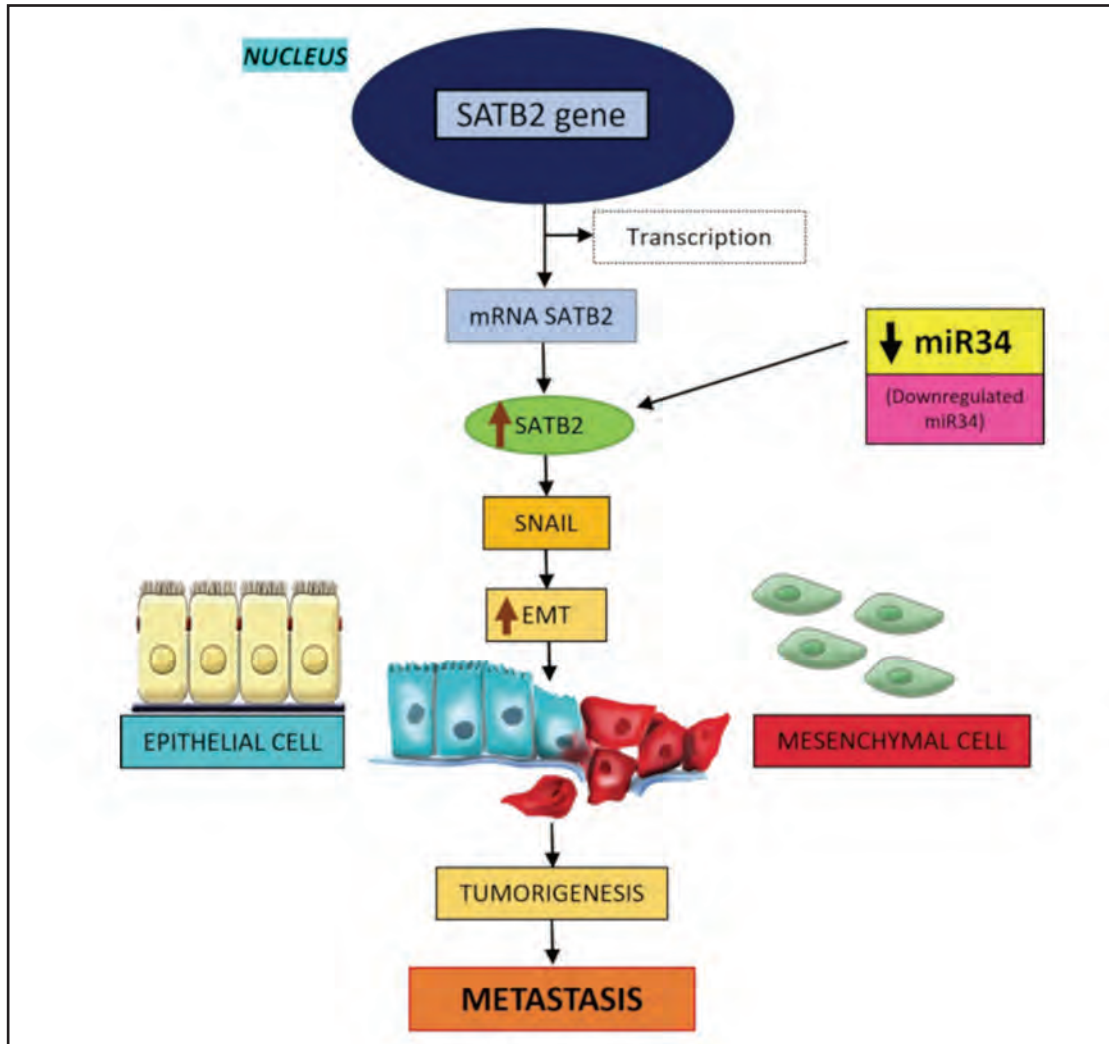 NUCLEUS
SATB2 gene
Transcription
mRNA SATB2
miR34
(Downregulated
miR34)
SATB2
SNAIL
EMT
EPITHELIAL CELL
MESENCHYMAL CELL
TUMORIGENESIS
METASTASIS